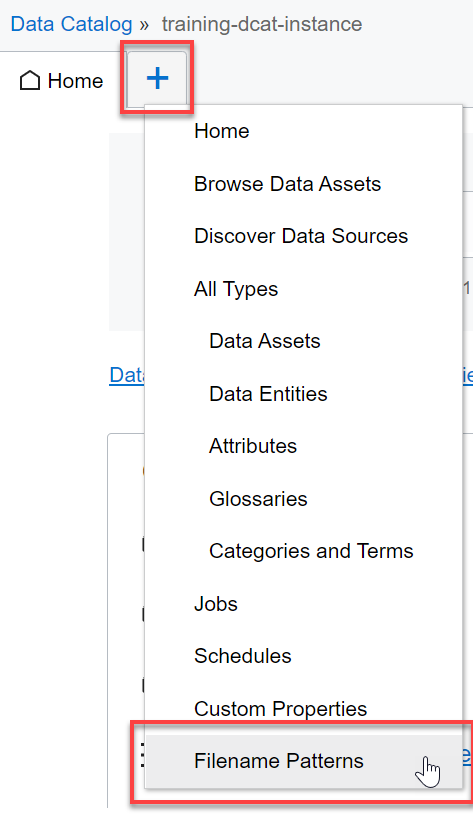 Data Catalog » training-dcat-instance
Home +
Home
Browse Data Assets
Discover Data Sources
All Types
Data Assets
Data Entities
Attributes
Glossaries
Categories and Terms
Jobs
Schedules
Custom Properties
Filename Patterns